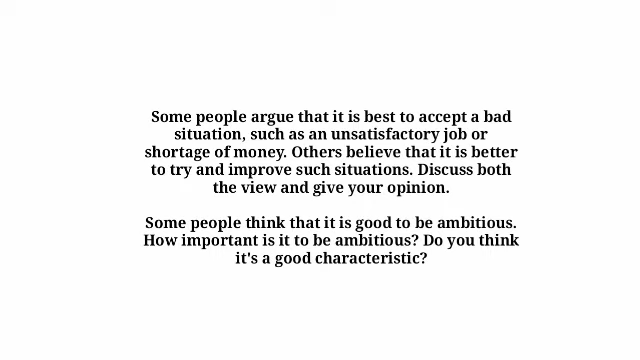 Some people argue that it is best to accept a bad
situation, such as an unsatisfactory job or
shortage of money. Others believe that it is better
to try and improve such situations. Discuss both
the view and give your opinion.
Some people think that it is good to be ambitious.
How important is it to be ambitious? Do you think
it's a good characteristic?